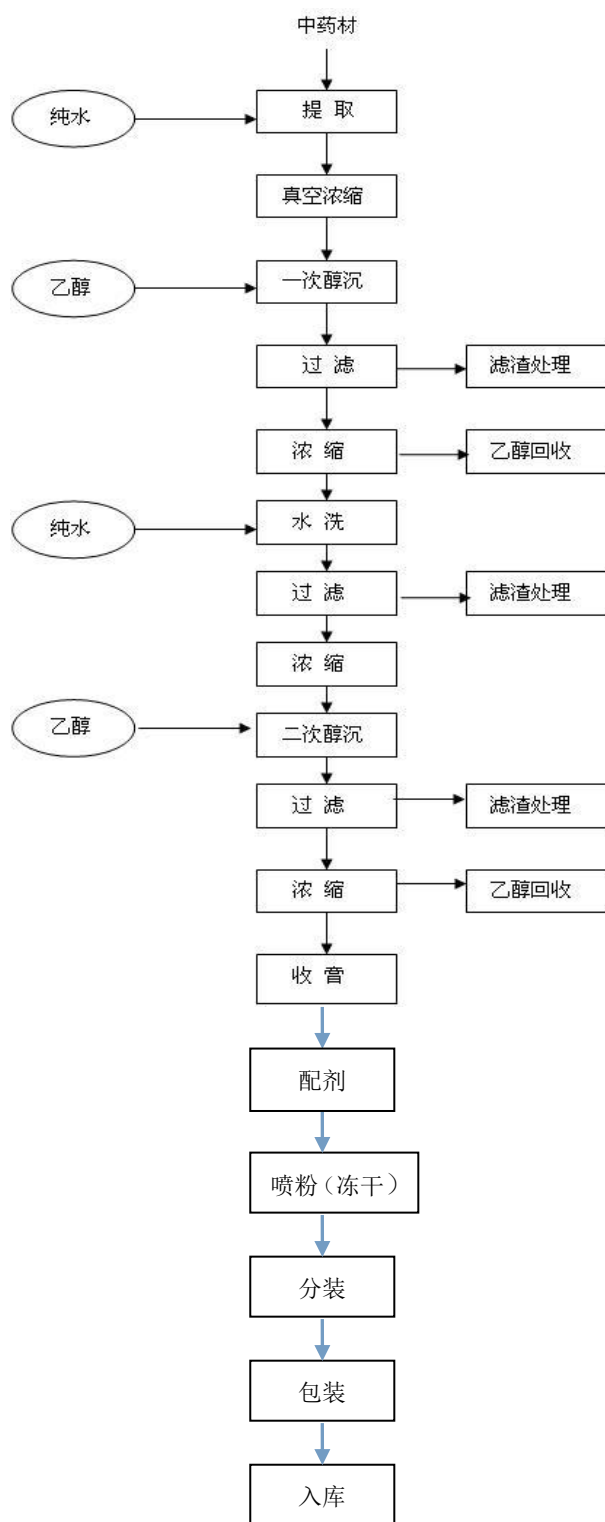 中药材
纯水
提 取
真空浓缩
乙醇
一次醇沉
过 滤
滤渣处理
浓 缩
乙醇回收
纯水
水 洗
过 滤
滤渣处理
浓 缩
乙醇
二次醇沉
过 滤
滤渣处理
浓 缩
乙醇回收
收 膏
配剂
喷粉（冻干）
分装
包装
入库